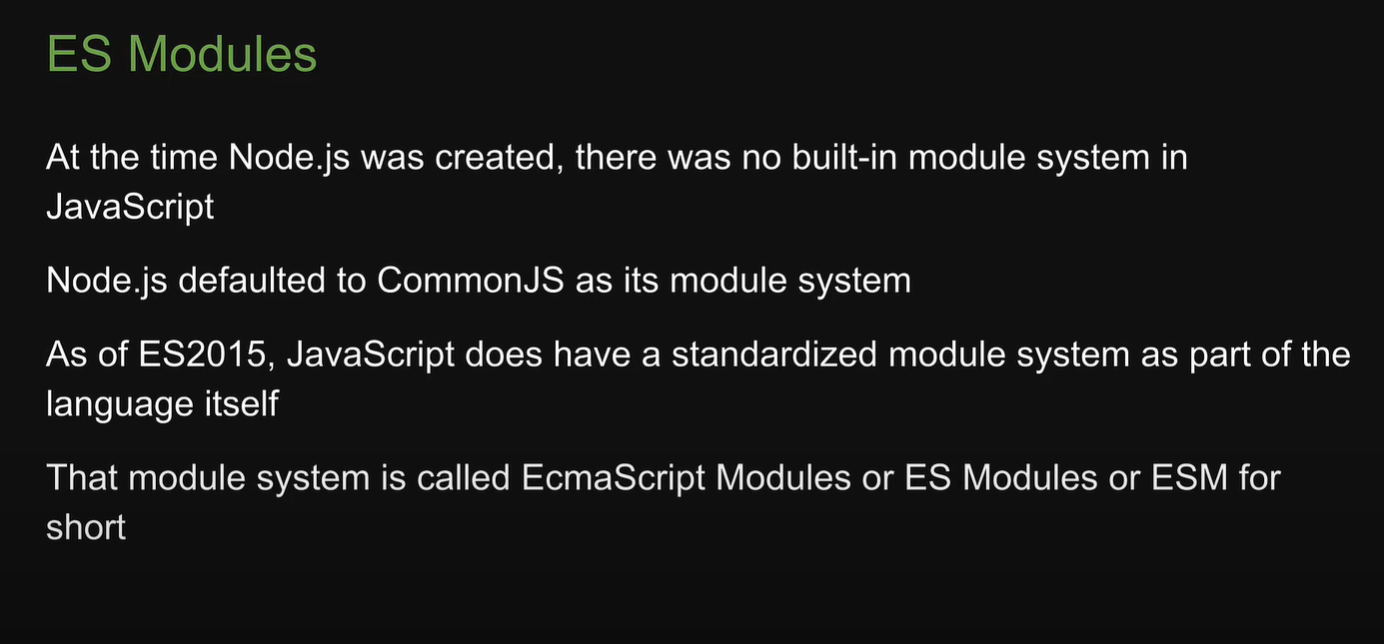 ES Modules
At the time Node.js was created, there was no built-in module system in
JavaScript
Node.js defaulted to CommonJS as its module system
As of ES2015, JavaScript does have a standardized module system as part of the
language itself
That module system is called EcmaScript Modules or ES Modules or ESM for
short